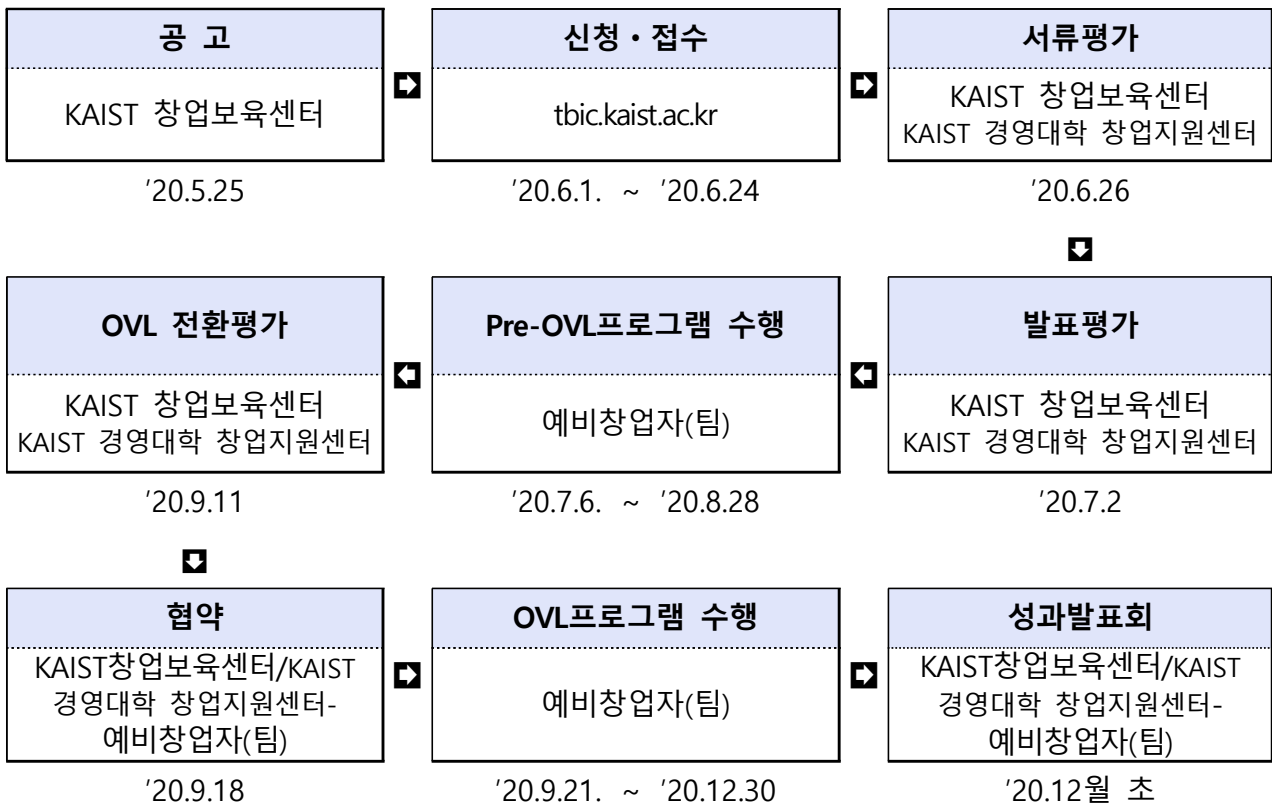 공 고
KAIST 창업보육센터
'20.5.25
신청・접수
tbic.kaist.ac.kr
'20.6.1. ~ '20.6.24
서류평가
KAIST 창업보육센터
KAIST 경영대학 창업지원센터
'20.6.26
발표평가
KAIST 창업보육센터
KAIST 경영대학 창업지원센터
'20.7.2
Pre-OVL프로그램 수행
예비창업자(팀)
'20.7.6. ~ '20.8.28
OVL 전환평가
KAIST 창업보육센터
KAIST 경영대학 창업지원센터
'20.9.11
협약
KAIST창업보육센터/KAIST
경영대학 창업지원센터-
예비창업자(팀)
'20.9.18
OVL프로그램 수행
예비창업자(팀)
'20.9.21. ~ '20.12.30
성과발표회
KAIST창업보육센터/KAIST
경영대학 창업지원센터-
예비창업자(팀)
'20.12월 초